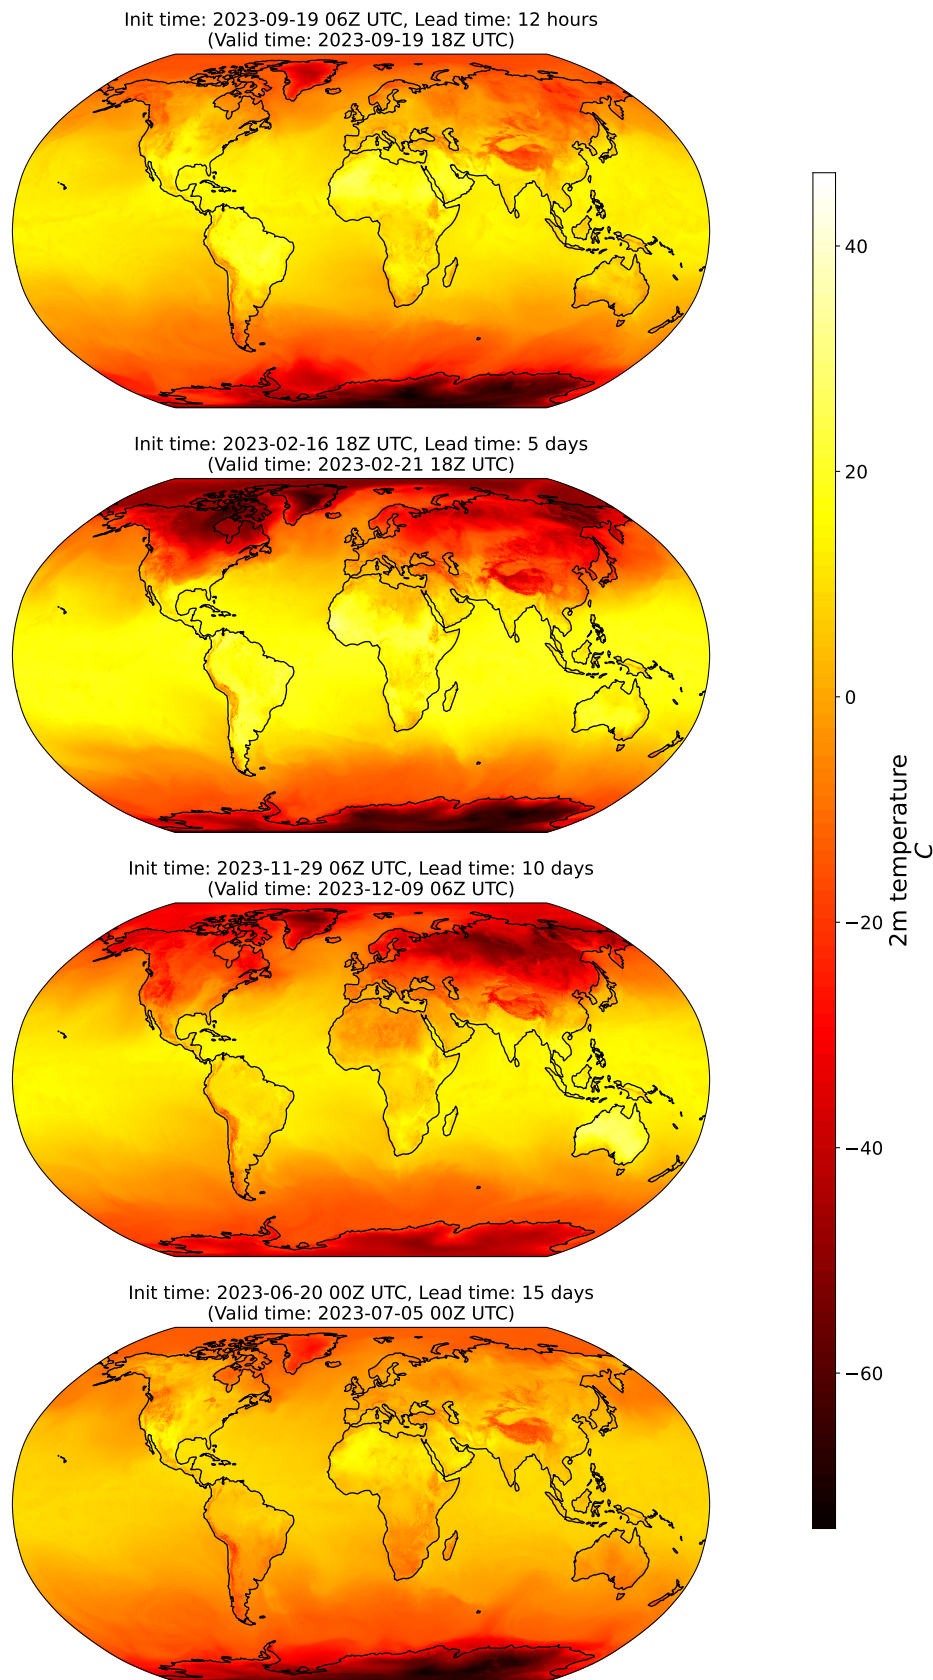 Init time: 2023-09-19 06Z UTC, Lead time: 12 hours
(Valid time: 2023-09-19 18Z UTC)
Init time: 2023-02-16 18Z UTC, Lead time: 5 days
(Valid time: 2023-02-21 18Z UTC)
Init time: 2023-11-29 06Z UTC, Lead time: 10 days
(Valid time: 2023-12-09 06Z UTC)
Init time: 2023-06-20 00Z UTC, Lead time: 15 days
(Valid time: 2023-07-05 00Z UTC)
40
20
0
−20
−40
−60
2m temperature
C